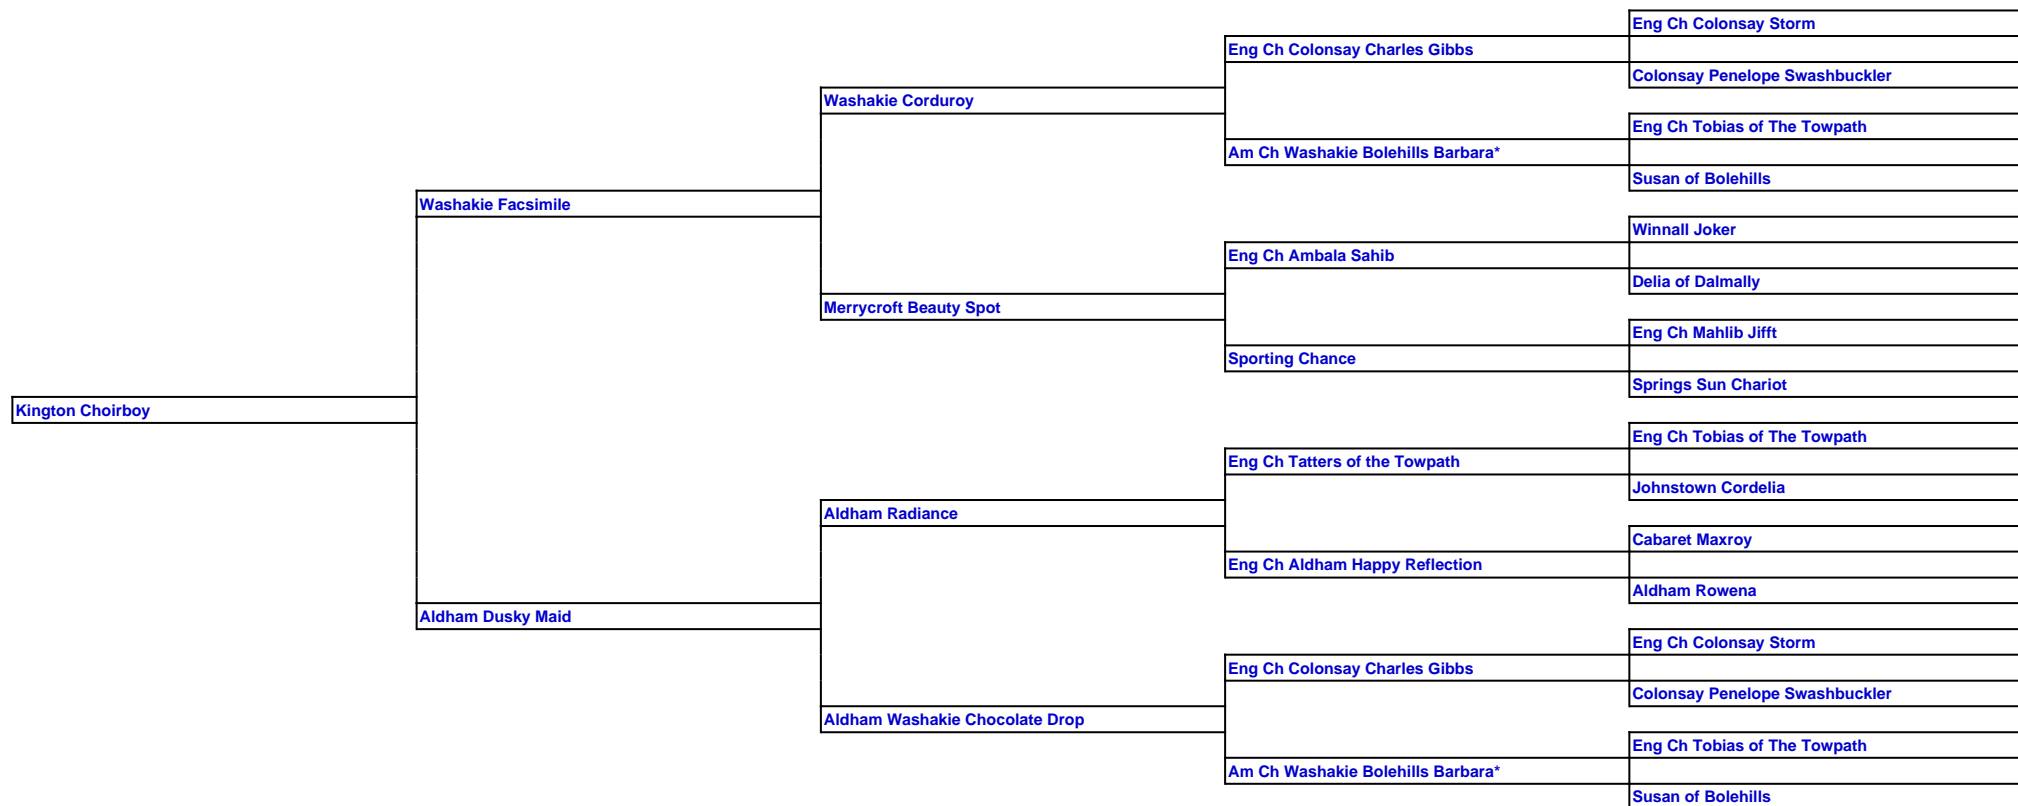 Eng Ch Colonsay Storm
Eng Ch Colonsay Charles Gibbs
Colonsay Penelope Swashbuckler
Washakie Corduroy
Eng Ch Tobias of The Towpath
Am Ch Washakie Bolehills Barbara*
Susan of Bolehills
Washakie Facsimile
Winnall Joker
Eng Ch Ambala Sahib
Delia of Dalmally
Merrycroft Beauty Spot
Eng Ch Mahlib Jifft
Sporting Chance
Springs Sun Chariot
Kington Choirboy
Eng Ch Tobias of The Towpath
Eng Ch Tatters of the Towpath
Johnstown Cordelia
Aldham Radiance
Cabaret Maxroy
Eng Ch Aldham Happy Reflection
Aldham Rowena
Aldham Dusky Maid
Eng Ch Colonsay Storm
Eng Ch Colonsay Charles Gibbs
Colonsay Penelope Swashbuckler
Aldham Washakie Chocolate Drop
Eng Ch Tobias of The Towpath
Am Ch Washakie Bolehills Barbara*
Susan of Bolehills